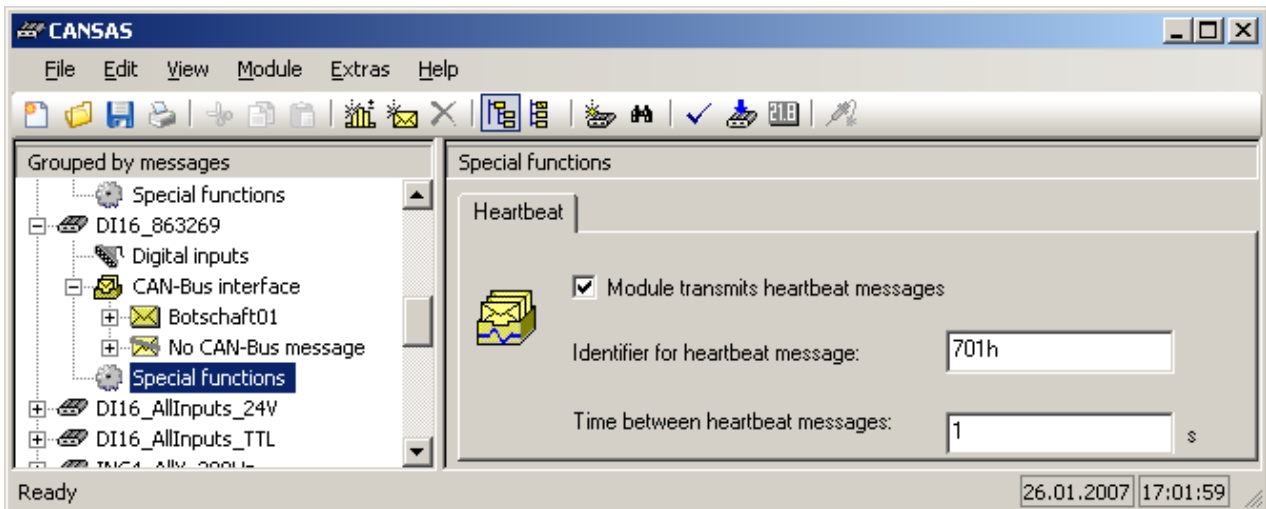 CANSAS
File Edit View Module Extras Help
21.8
Grouped by messages
Special functions
DI16_863269
Digital inputs
CAN-Bus interface
Botschaft01
No CAN-Bus message
Special functions
DI16_AllInputs_24V
DI16_AllInputs_TTL
Special functions
Heartbeat
Module transmits heartbeat messages
Identifier for heartbeat message: 701h
Time between heartbeat messages: 1 s
Ready 26.01.2007 17:01:59